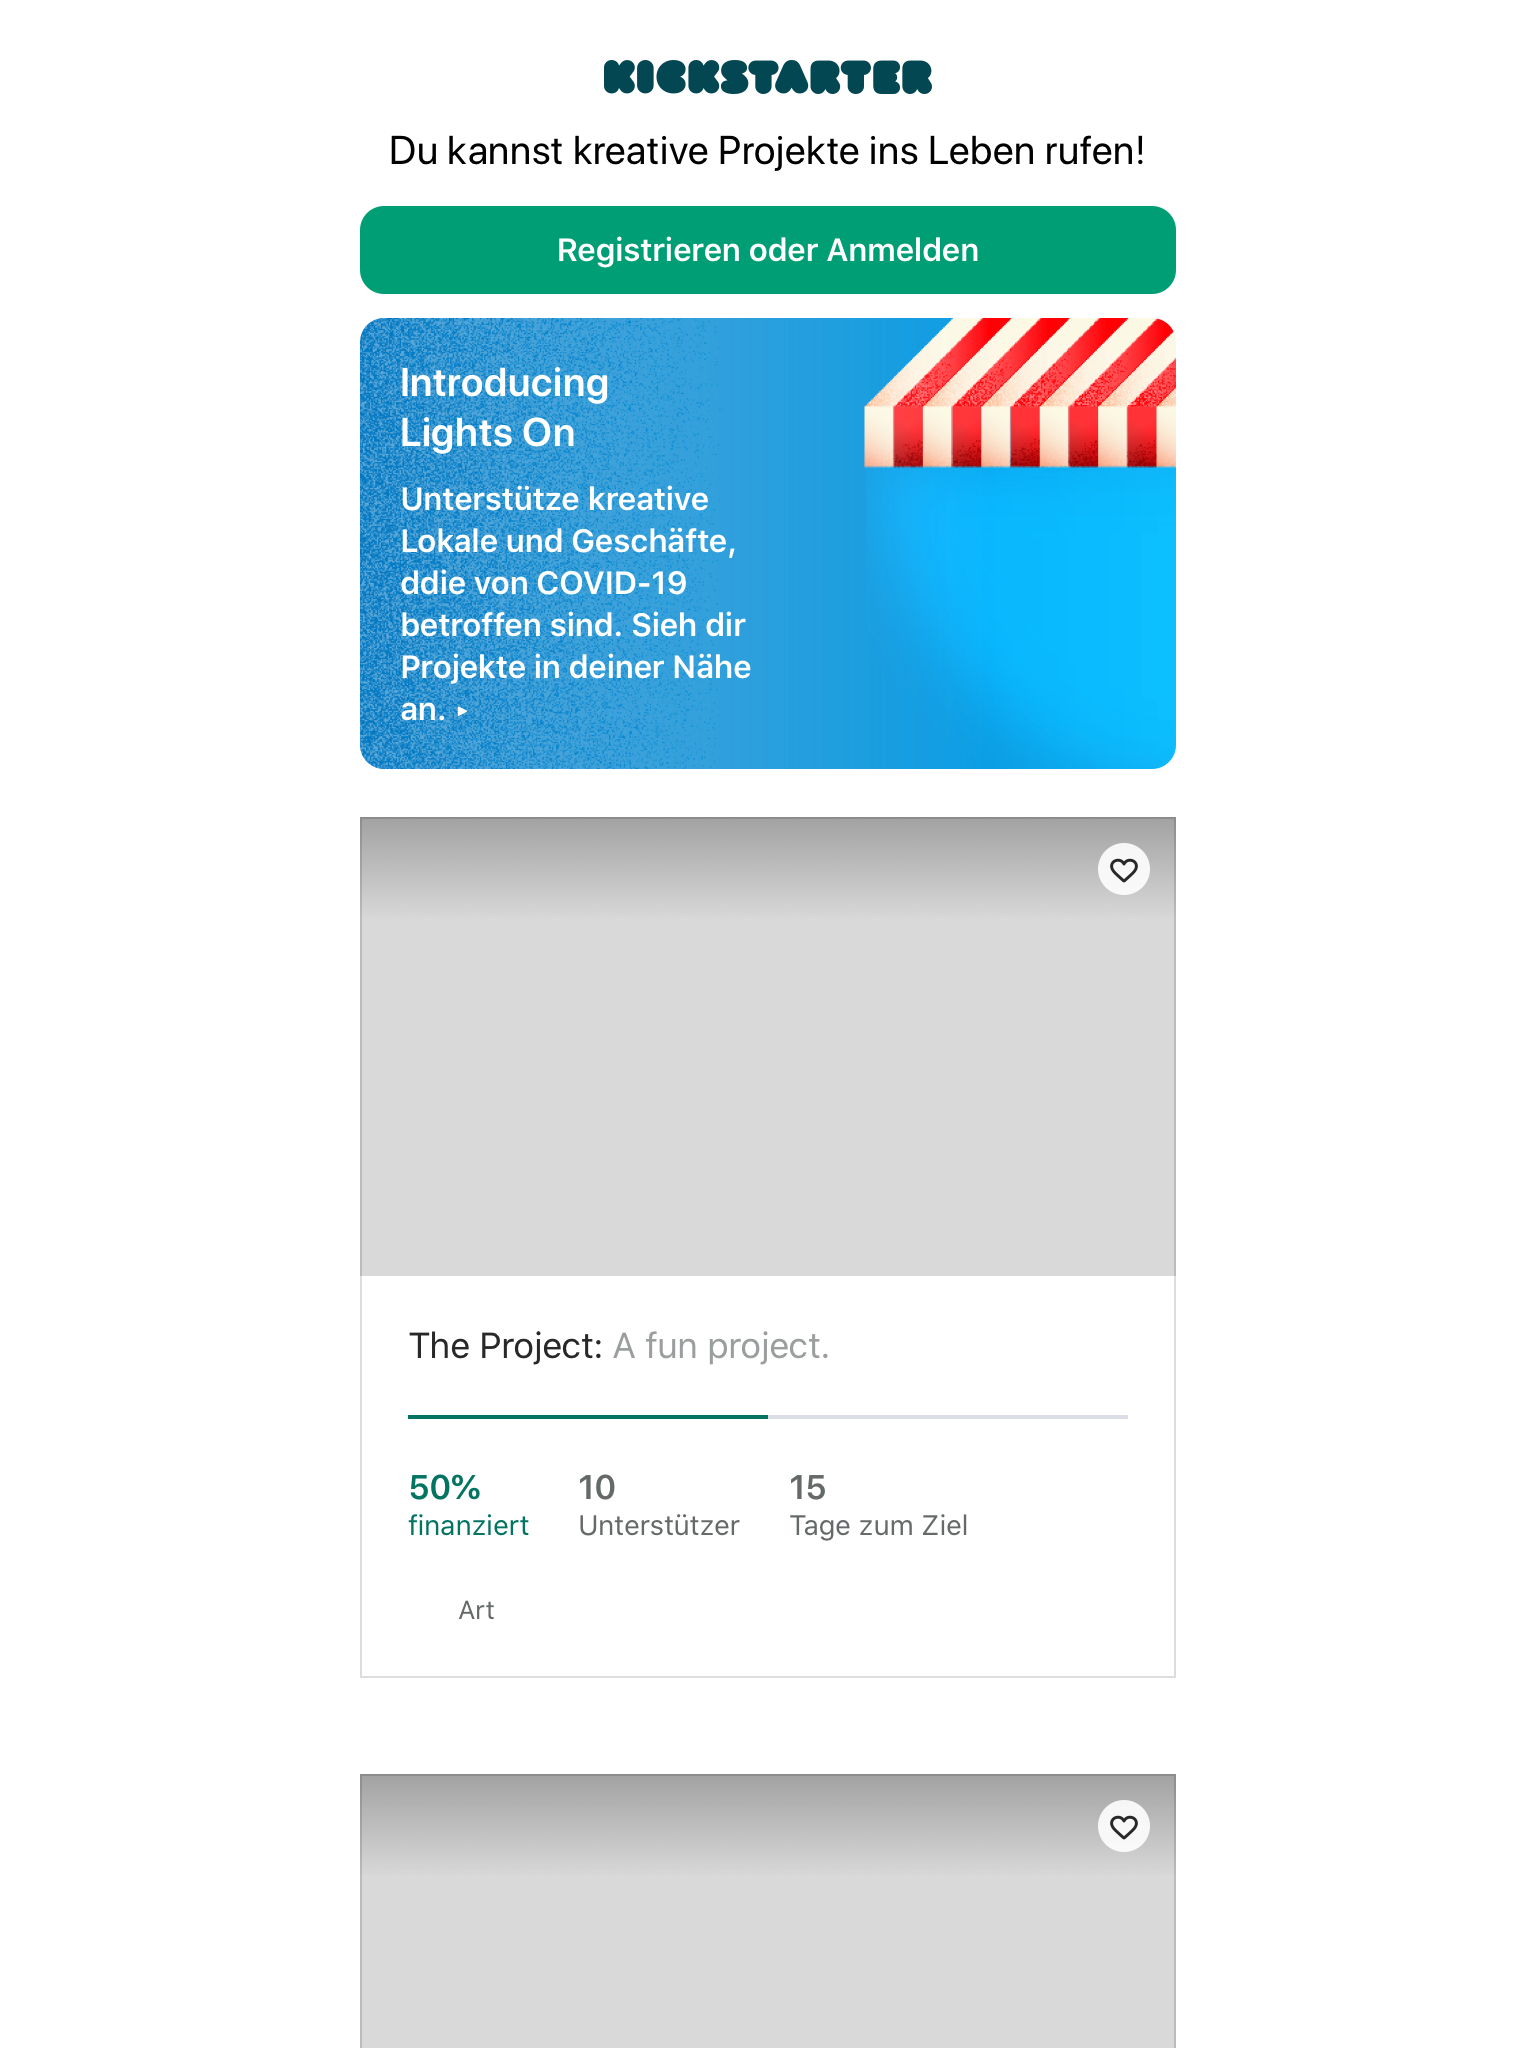 KICKSTARTER
Du kannst kreative Projekte ins Leben rufen!
Registrieren oder Anmelden
Introducing
Lights On
Unterstütze kreative
Lokale und Geschäfte,
ddie von COVID-19
betroffen sind. Sieh dir
Projekte in deiner Nähe
an. ▸
The Project: A fun project.
50% 10 15
finanziert Unterstützer Tage zum Ziel
Art